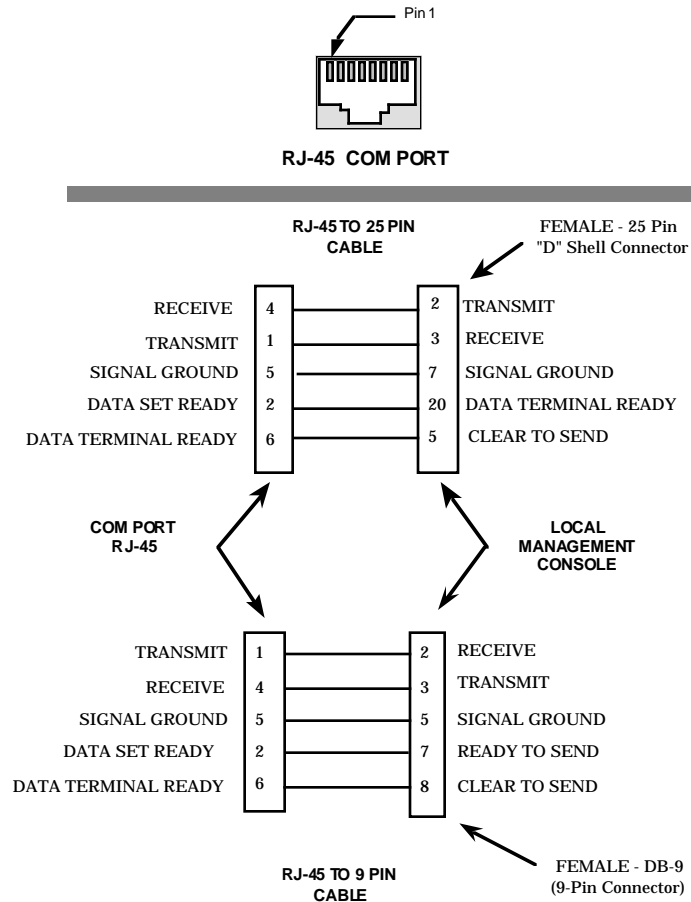 Pin 1
RJ-45 COM PORT
RJ-45 TO 25 PIN
CABLE
FEMALE - 25 Pin
"D" Shell Connector
RECEIVE 4 2 TRANSMIT
TRANSMIT 1 3 RECEIVE
SIGNAL GROUND 5 7 SIGNAL GROUND
DATA SET READY 2 20 DATA TERMINAL READY
DATA TERMINAL READY 6 5 CLEAR TO SEND
COM PORT
RJ-45
LOCAL
MANAGEMENT
CONSOLE
TRANSMIT 1 2 RECEIVE
RECEIVE 4 3 TRANSMIT
SIGNAL GROUND 5 5 SIGNAL GROUND
DATA SET READY 2 7 READY TO SEND
DATA TERMINAL READY 6 8 CLEAR TO SEND
RJ-45 TO 9 PIN
CABLE
FEMALE - DB-9
(9-Pin Connector)